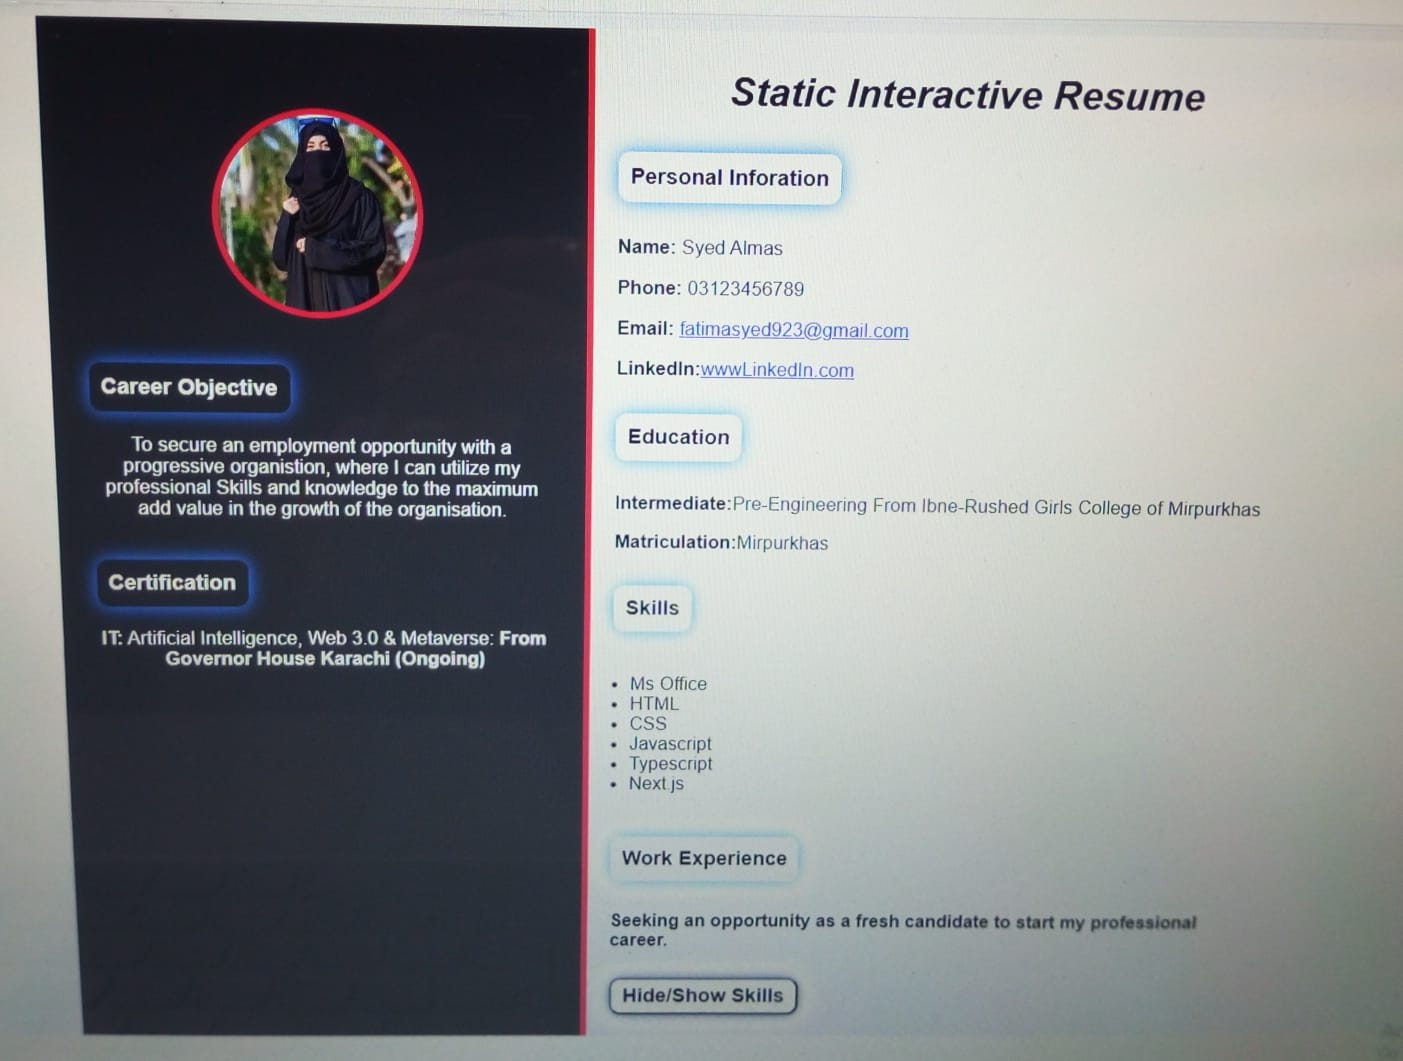 Static Interactive Resume
Career Objective
To secure an employment opportunity with a
progressive organistion, where I can utilize my
professional Skills and knowledge to the maximum
add value in the growth of the organisation.
Certification
IT: Artificial Intelligence, Web 3.0 & Metaverse: From
Governor House Karachi (Ongoing)
Personal Inforation
Name: Syed Almas
Phone: 03123456789
Email: fatimasyed923@gmail.com
LinkedIn:wwwLinkedIn.com
Education
Intermediate:Pre-Engineering From Ibne-Rushed Girls College of Mirpurkhas
Matriculation:Mirpurkhas
Skills
• Ms Office
• HTML
• CSS
• Javascript
• Typescript
• Next.js
Work Experience
Seeking an opportunity as a fresh candidate to start my professional
career.
Hide/Show Skills